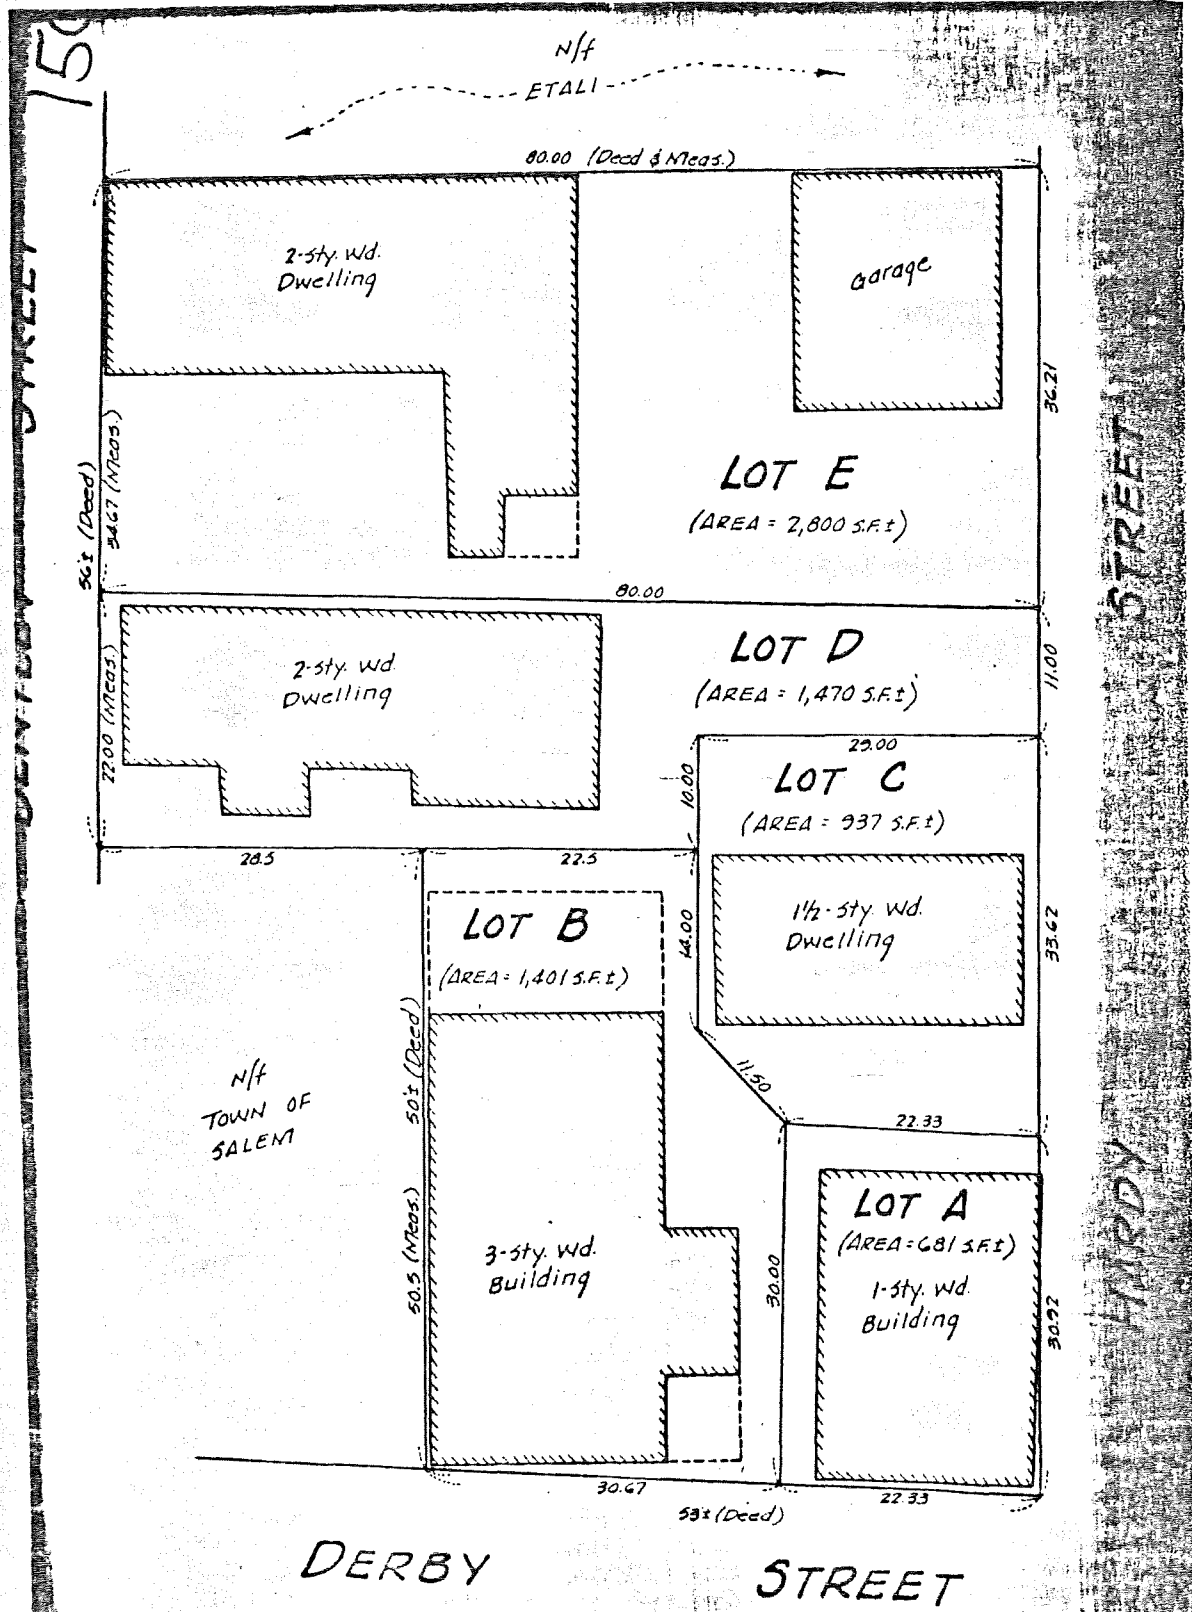 150
N/f
ETALI
80.00 (Deed & Meas.)
2-sty. Wd.
Dwelling
Garage
36.21
56'± (Deed)
34.67 (Meas.)
LOT E
(AREA = 2,800 S.F.±)
STREET
STREET
80.00
2-sty. Wd.
Dwelling
LOT D
(AREA = 1,470 S.F.±)
11.00
22.00 (Meas.)
29.00
10.00
LOT C
(AREA = 937 S.F.±)
28.5
22.5
LOT B
(AREA = 1,401 S.F.±)
14.00
1½-sty. Wd.
Dwelling
33.62
N/f
TOWN OF
SALEM
50'± (Deed)
50.5 (Meas.)
11.50
22.33
3-sty. Wd.
Building
30.00
LOT A
(AREA = 681 S.F.±)
1-sty. Wd.
Building
30.92
30.67
22.33
53'± (Deed)
DERBY STREET